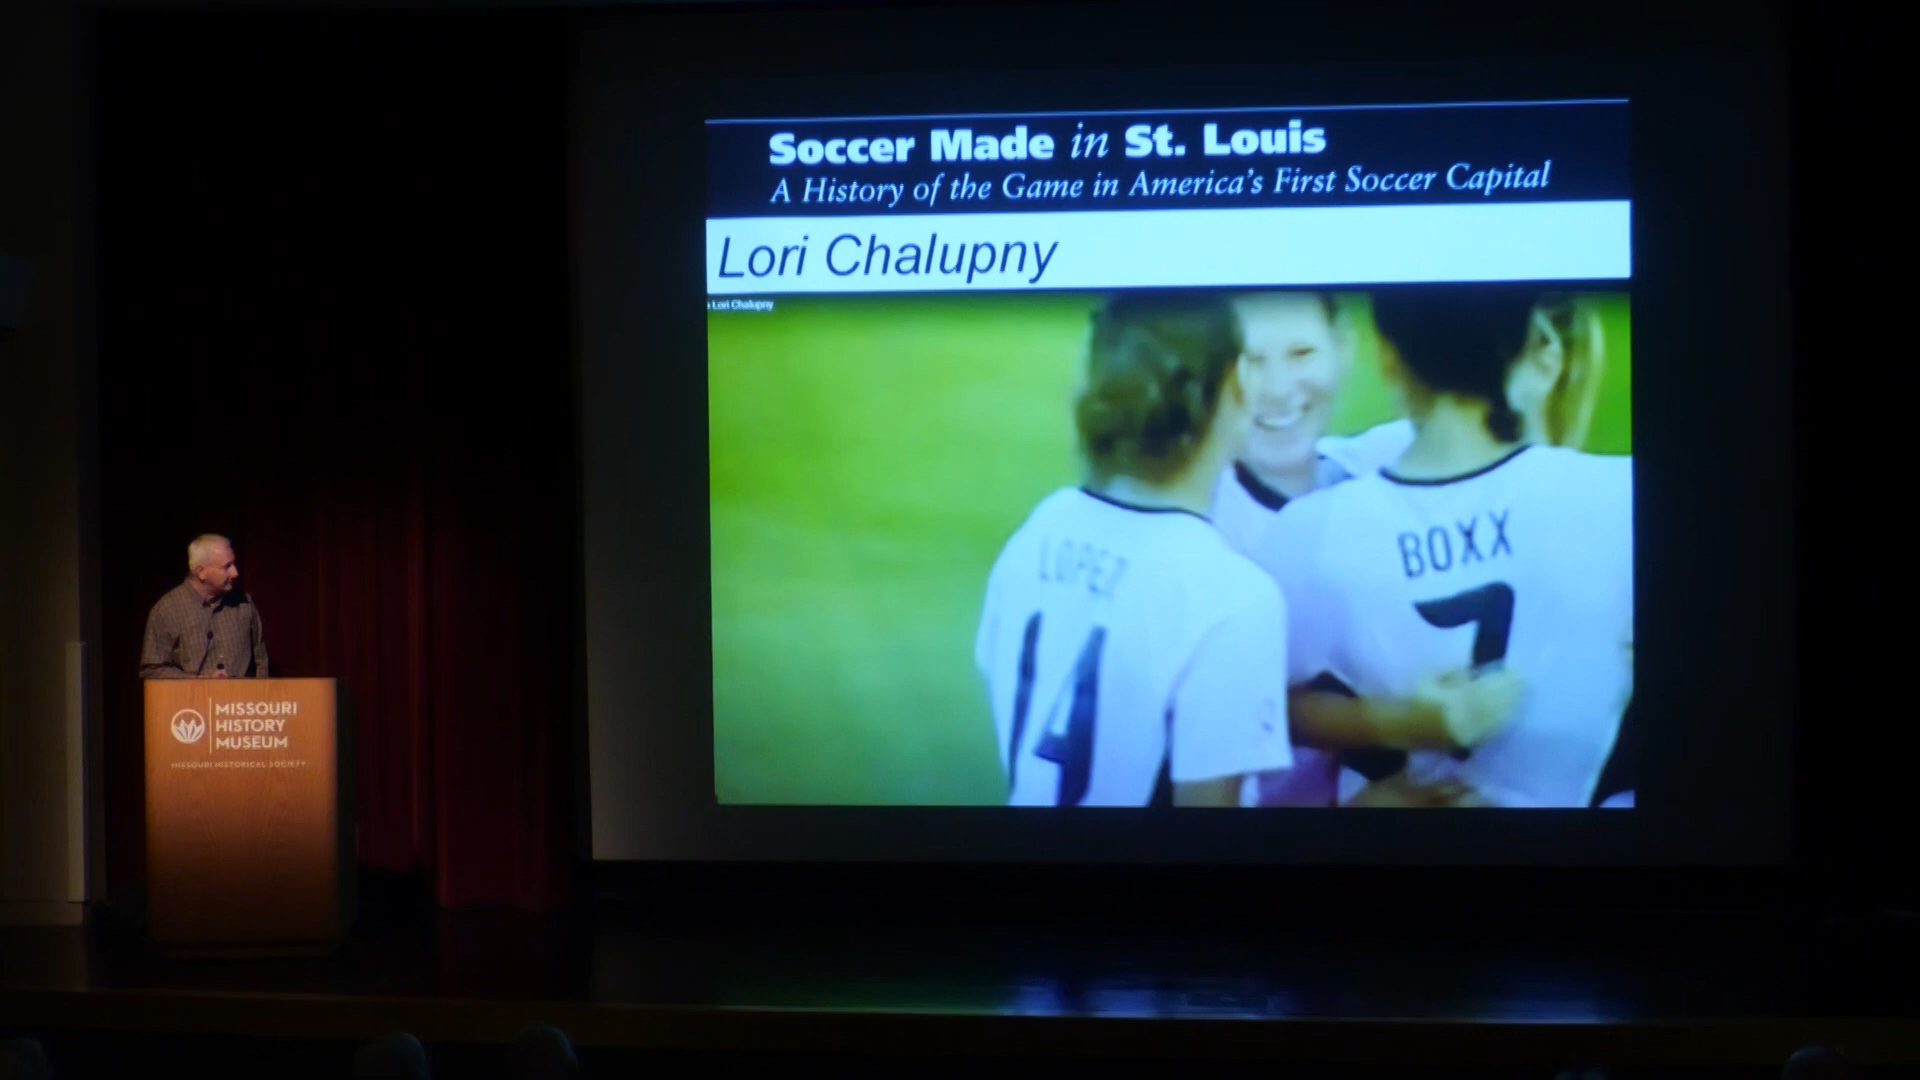 Soccer Made in St. Louis
A History of the Game in America's First Soccer Capital
Lori Chalupny
Lori Chalupny
LOPEZ
14
BOXX
7
MISSOURI
HISTORY
MUSEUM
MISSOURI HISTORICAL SOCIETY